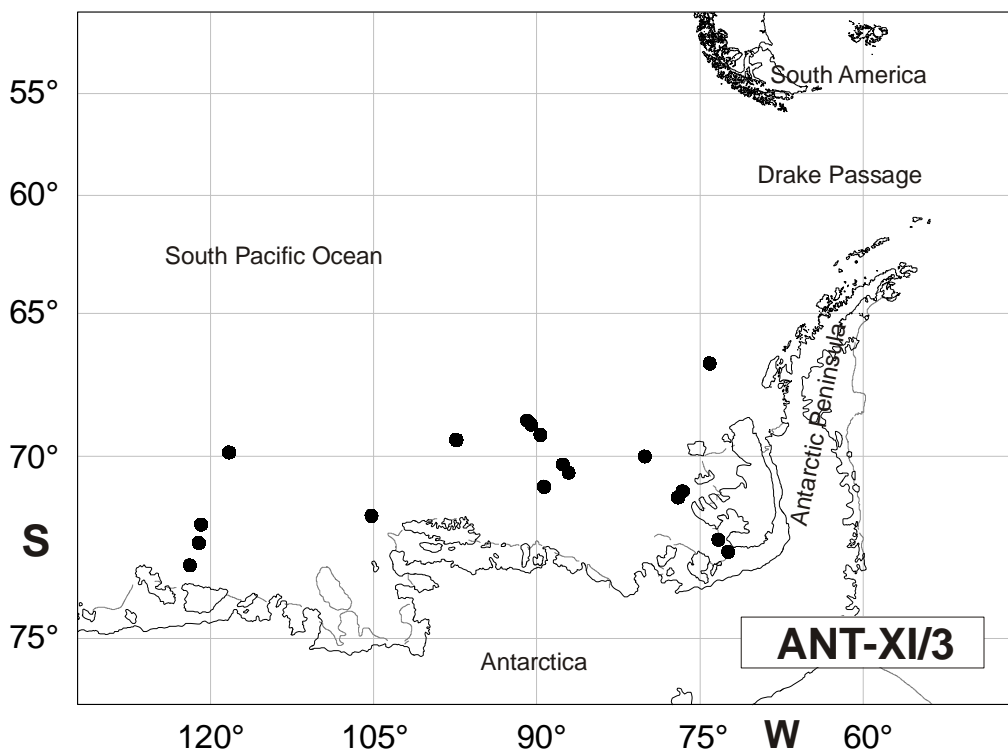 South America
55°
Drake Passage
60°
South Pacific Ocean
65°
Antarctic Peninsula
70°
S
75°
ANT-XI/3
Antarctica
120° 105° 90° 75° W 60°